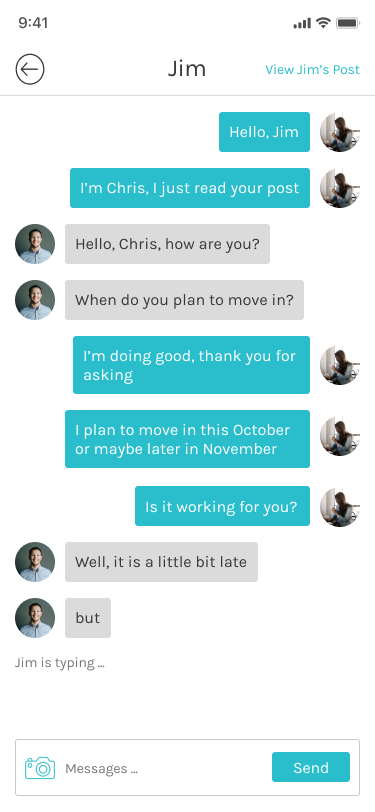 9:41
Jim
View Jim's Post
Hello, Jim
I'm Chris, I just read your post
Hello, Chris, how are you?
When do you plan to move in?
I'm doing good, thank you for
asking
I plan to move in this October
or maybe later in November
Is it working for you?
Well, it is a little bit late
but
Jim is typing ...
Messages ...
Send